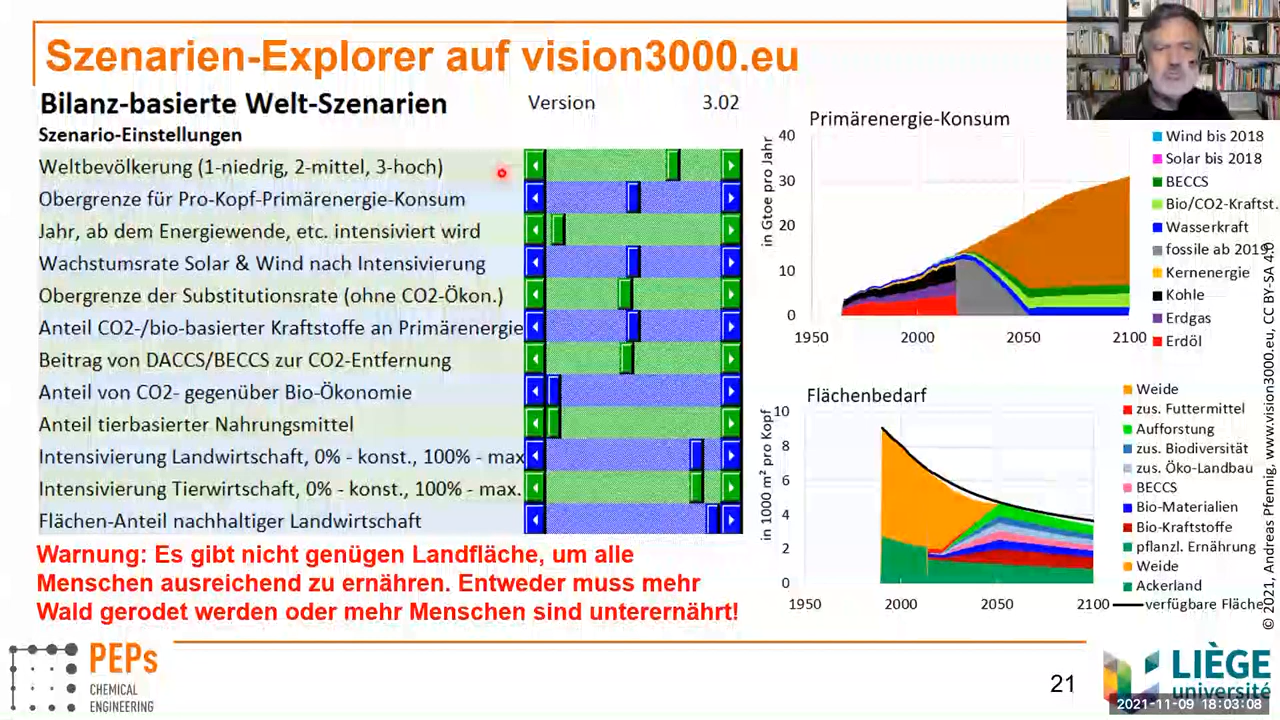 Szenarien-Explorer auf vision3000.eu
Bilanz-basierte Welt-Szenarien
Version 3.02
Szenario-Einstellungen
Weltbevölkerung (1-niedrig, 2-mittel, 3-hoch)
Obergrenze für Pro-Kopf-Primärenergie-Konsum
Jahr, ab dem Energiewende, etc. intensiviert wird
Wachstumsrate Solar & Wind nach Intensivierung
Obergrenze der Substitutionsrate (ohne CO2-Ökon.)
Anteil CO2-/bio-basierter Kraftstoffe an Primärenergie
Beitrag von DACCS/BECCS zur CO2-Entfernung
Anteil von CO2- gegenüber Bio-Ökonomie
Anteil tierbasierter Nahrungsmittel
Intensivierung Landwirtschaft, 0% - konst., 100% - max
Intensivierung Tierwirtschaft, 0% - konst., 100% - max.
Flächen-Anteil nachhaltiger Landwirtschaft
Warnung: Es gibt nicht genügen Landfläche, um alle
Menschen ausreichend zu ernähren. Entweder muss mehr
Wald gerodet werden oder mehr Menschen sind unterernährt!
Primärenergie-Konsum
in Gtoe pro Jahr
40
30
20
10
0
1950 2000 2050 2100
Wind bis 2018
Solar bis 2018
BECCS
Bio/CO2-Kraftst.
Wasserkraft
fossile ab 2019
Kernenergie
Kohle
Erdgas
Erdöl
Flächenbedarf
in 1000 m² pro Kopf
10
8
6
4
2
0
1950 2000 2050 2100
Weide
zus. Futtermittel
Aufforstung
zus. Biodiversität
zus. Öko-Landbau
BECCS
Bio-Materialien
Bio-Kraftstoffe
pflanzl. Ernährung
Weide
Ackerland
verfügbare Fläche
© 2021, Andreas Pfennig, www.vision3000.eu, CC BY-SA 4.0
PEPs
CHEMICAL
ENGINEERING
21
LIÈGE
université
2021-11-09 18:03:08